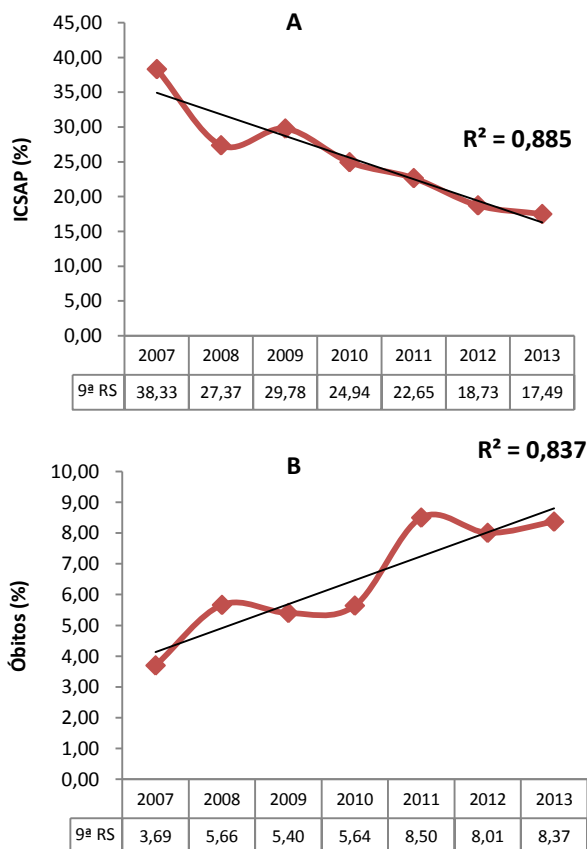 A
45,00
40,00
35,00
30,00
25,00
20,00
15,00
10,00
5,00
0,00
ICSAP (%)
R² = 0,885
2007 2008 2009 2010 2011 2012 2013
9ª RS 38,33 27,37 29,78 24,94 22,65 18,73 17,49
R² = 0,837
B
10,00
9,00
8,00
7,00
6,00
5,00
4,00
3,00
2,00
1,00
0,00
Óbitos (%)
2007 2008 2009 2010 2011 2012 2013
9ª RS 3,69 5,66 5,40 5,64 8,50 8,01 8,37